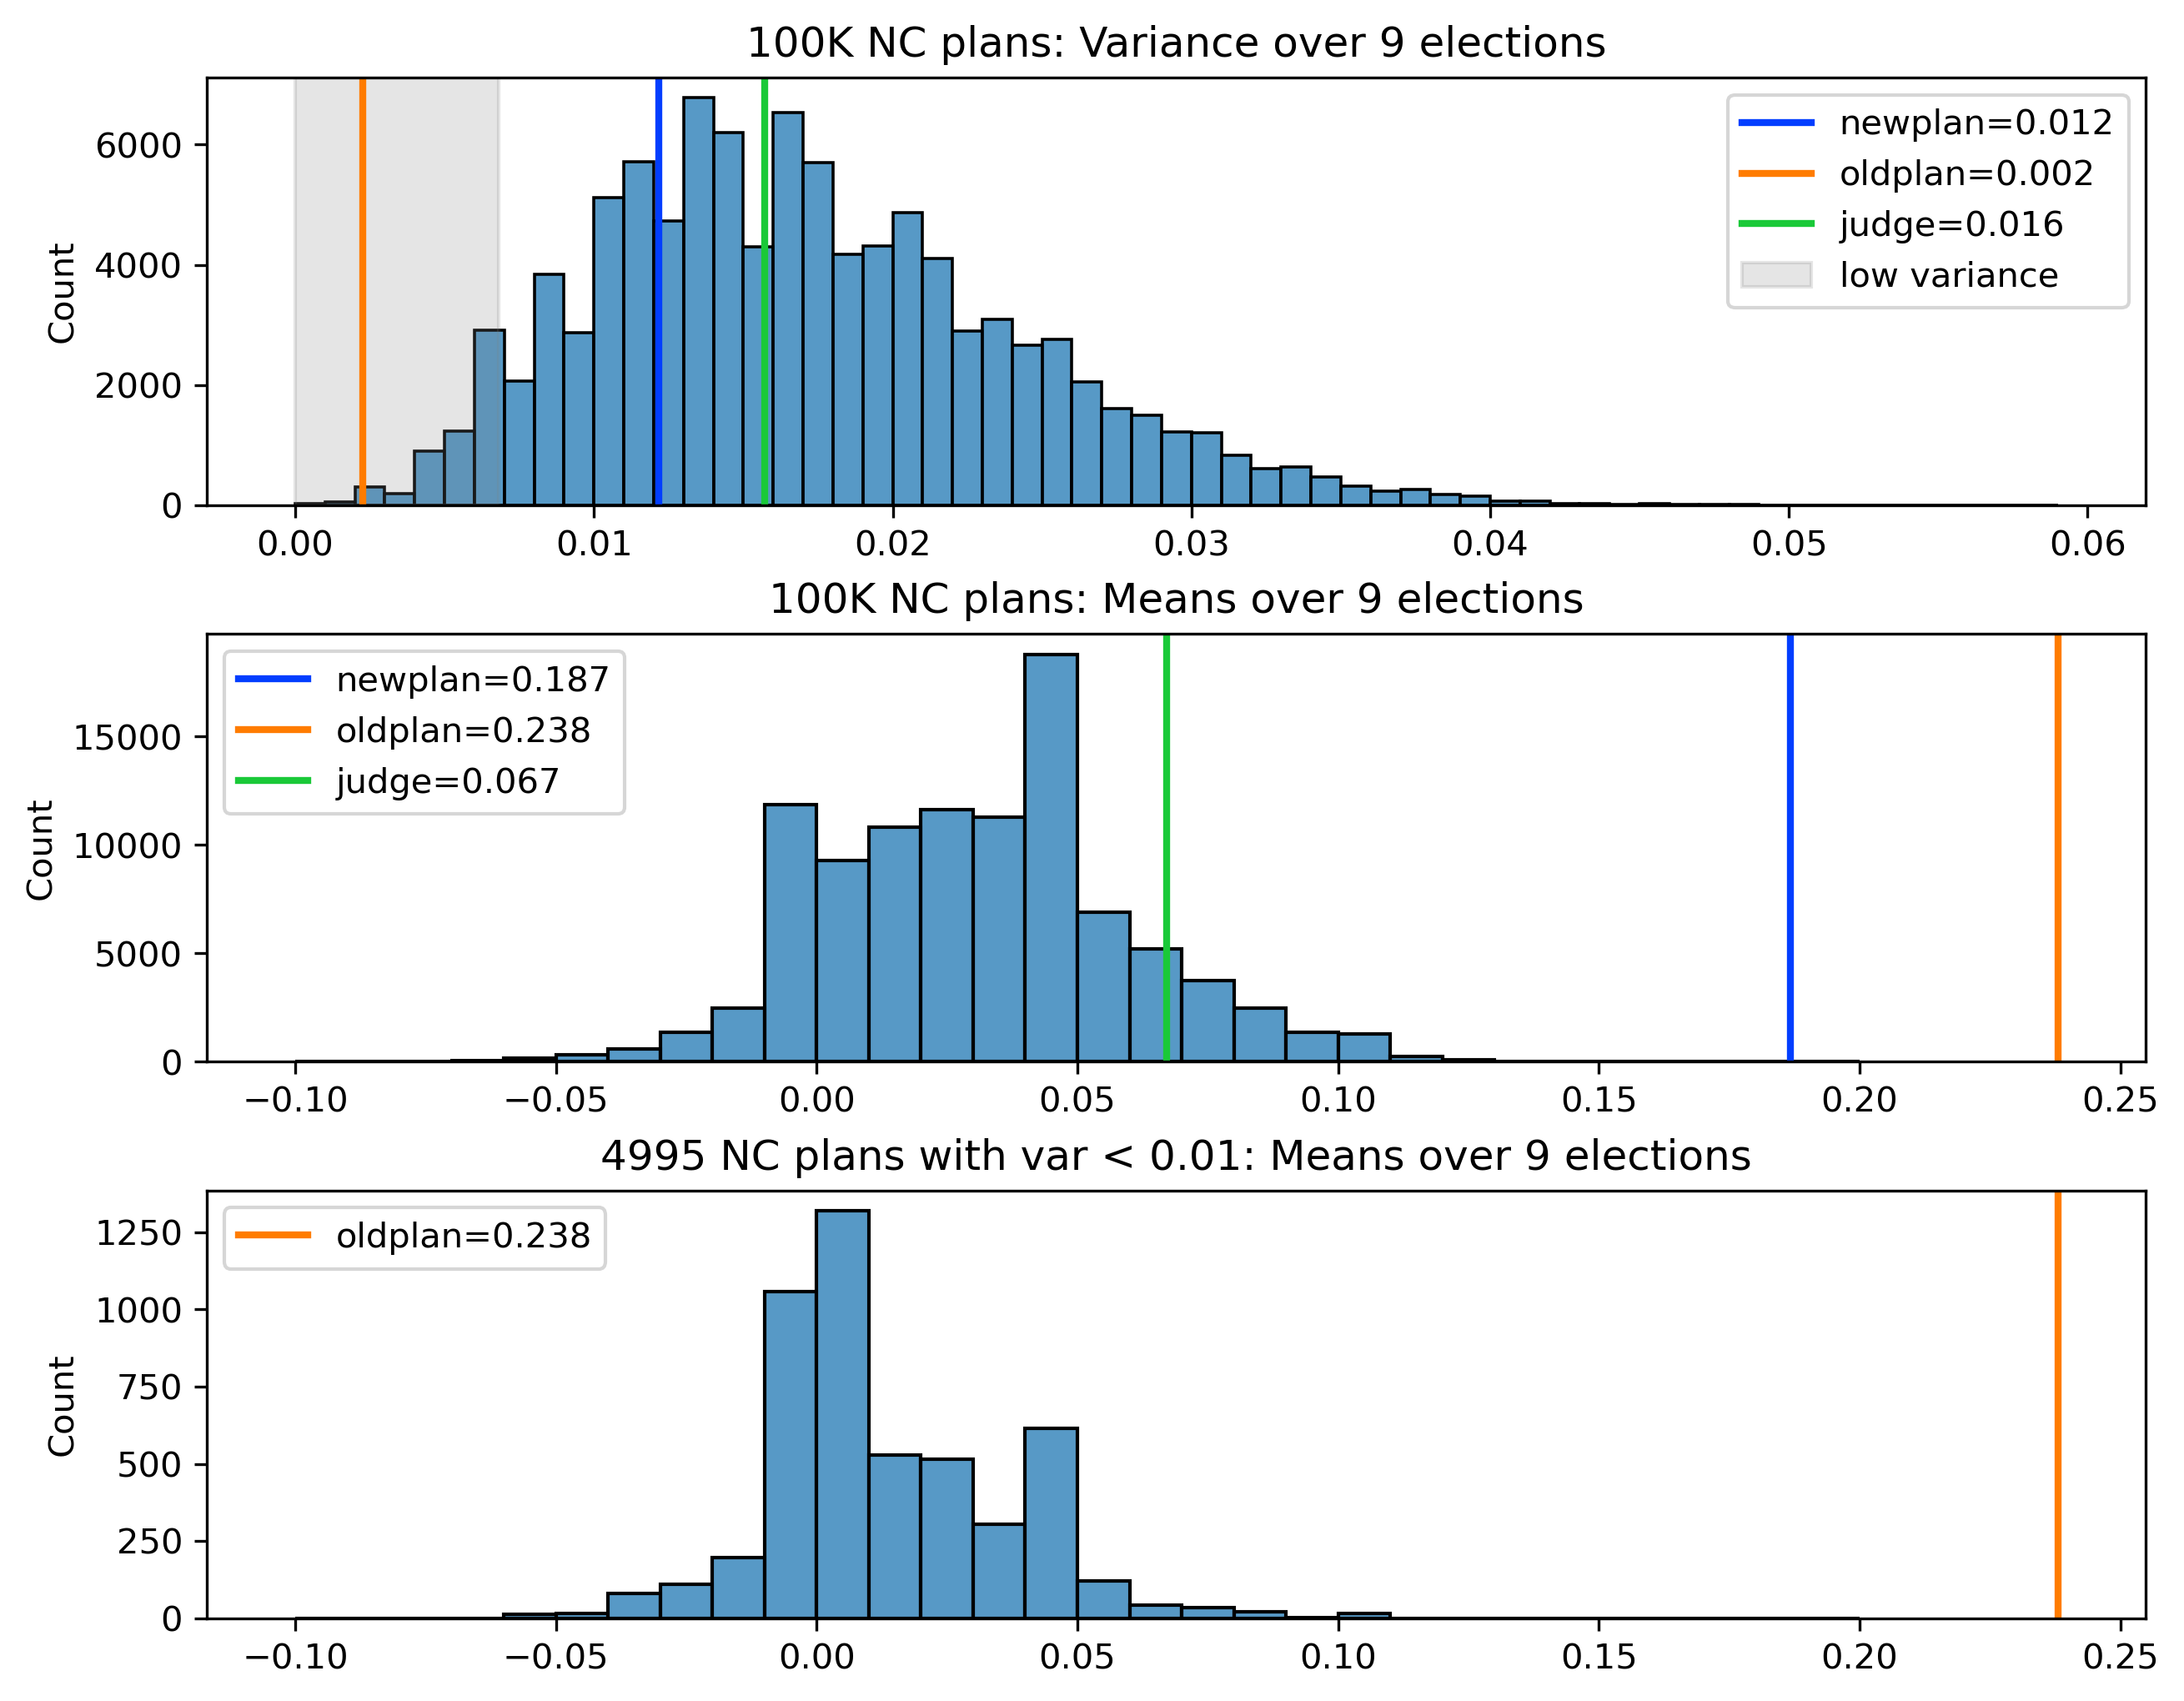 100K NC plans: Variance over 9 elections
Count
6000
4000
2000
0
newplan=0.012
oldplan=0.002
judge=0.016
low variance
0.00 0.01 0.02 0.03 0.04 0.05 0.06
100K NC plans: Means over 9 elections
Count
15000
10000
5000
0
newplan=0.187
oldplan=0.238
judge=0.067
−0.10 −0.05 0.00 0.05 0.10 0.15 0.20 0.25
4995 NC plans with var < 0.01: Means over 9 elections
Count
1250
1000
750
500
250
0
oldplan=0.238
−0.10 −0.05 0.00 0.05 0.10 0.15 0.20 0.25